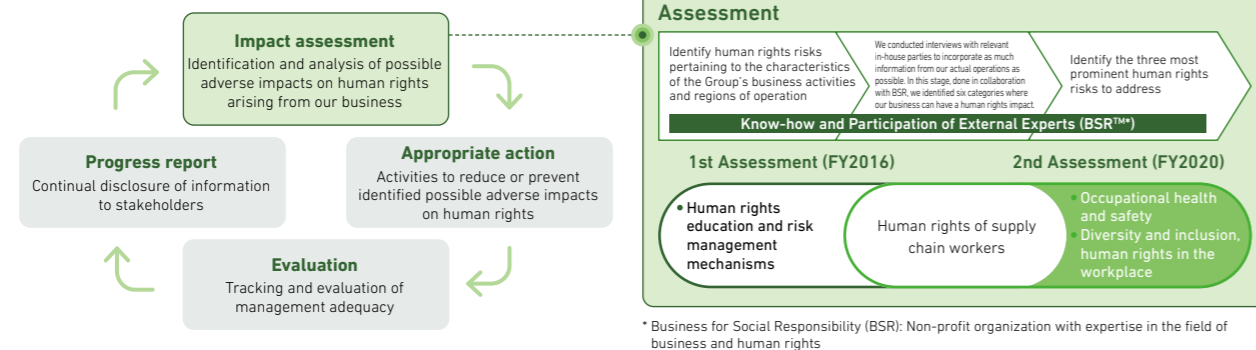 Impact assessment
Identification and analysis of possible
adverse impacts on human rights
arising from our business
Appropriate action
Activities to reduce or prevent
identified possible adverse impacts
on human rights
Evaluation
Tracking and evaluation of
management adequacy
Progress report
Continual disclosure of information
to stakeholders
Assessment
Identify human rights risks
pertaining to the characteristics
of the Group's business activities
and regions of operation
We conducted interviews with relevant
in-house parties to incorporate as much
information from our actual operations as
possible. In this stage, done in collaboration
with BSR, we identified six categories where
our business can have a human rights impact.
Identify the three most
prominent human rights
risks to address
Know-how and Participation of External Experts (BSR™*)
1st Assessment (FY2016)
2nd Assessment (FY2020)
• Human rights
education and risk
management
mechanisms
Human rights of supply
chain workers
• Occupational health
and safety
• Diversity and inclusion,
human rights in the
workplace
* Business for Social Responsibility (BSR): Non-profit organization with expertise in the field of
business and human rights